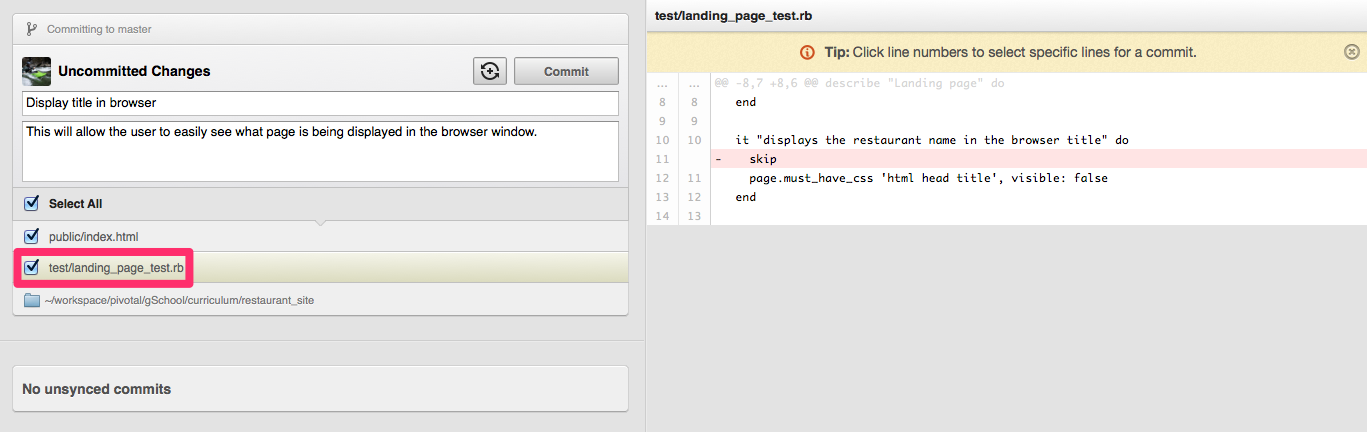 Committing to master
Uncommitted Changes
Commit
Display title in browser
This will allow the user to easily see what page is being displayed in the browser window.
Select All
public/index.html
test/landing_page_test.rb
~/workspace/pivotal/gSchool/curriculum/restaurant_site
No unsynced commits
test/landing_page_test.rb
Tip: Click line numbers to select specific lines for a commit.
... ... @@ -8,7 +8,6 @@ describe "Landing page" do
8 8 end
9 9
10 10 it "displays the restaurant name in the browser title" do
11 - skip
12 11 page.must_have_css 'html head title', visible: false
13 12 end
14 13